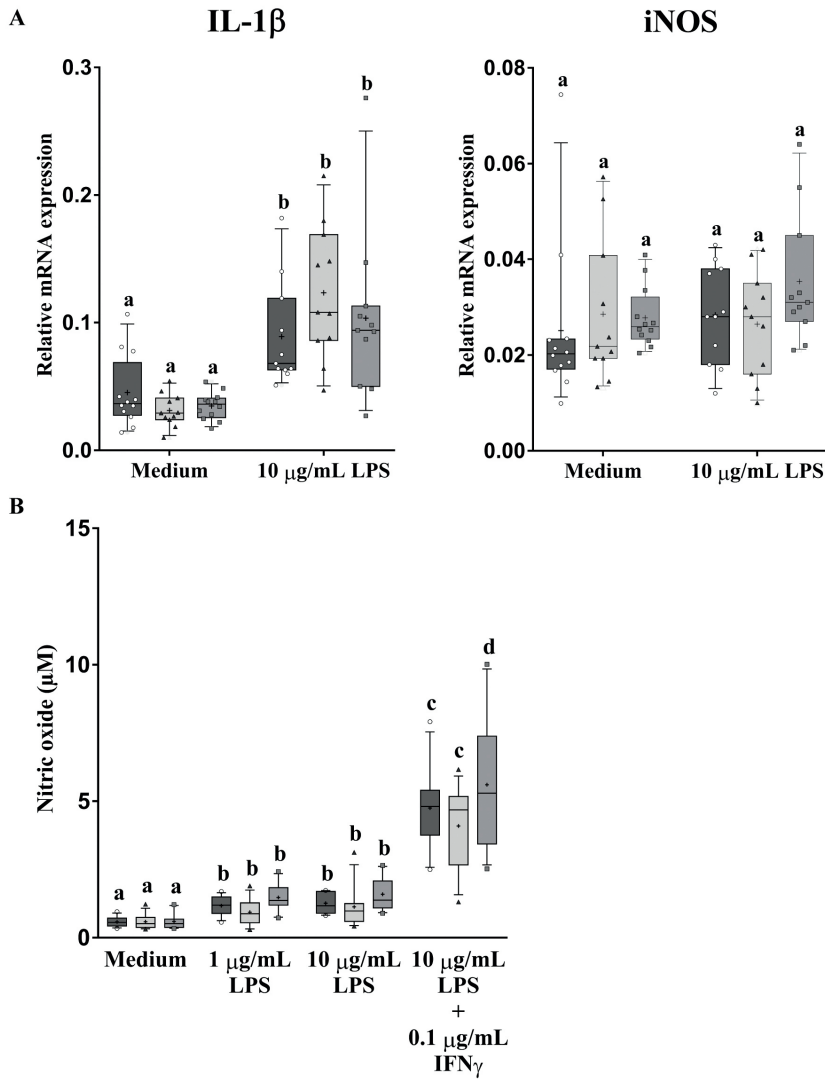 A
IL-1β
iNOS
Relative mRNA expression
0.3
0.2
0.1
0.0
a
a
a
b
b
b
Medium
10 μg/mL LPS
Relative mRNA expression
0.08
0.06
0.04
0.02
0.00
a
a
a
a
a
a
Medium
10 μg/mL LPS
B
Nitric oxide (μM)
15
10
5
0
a
a
a
b
b
b
b
b
b
c
c
d
Medium
1 μg/mL
LPS
10 μg/mL
LPS
10 μg/mL
LPS
+
0.1 μg/mL
IFNγ